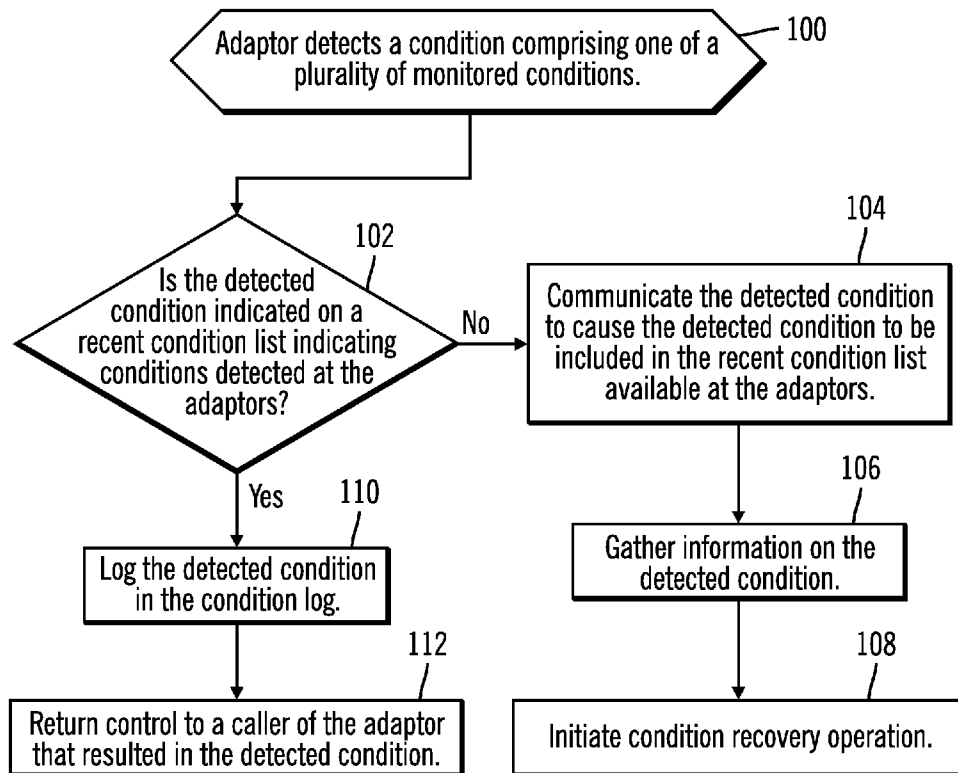 Adaptor detects a condition comprising one of a
plurality of monitored conditions.
100
Is the detected
condition indicated on a
recent condition list indicating
conditions detected at the
adaptors?
102
No
Yes
104
Communicate the detected condition
to cause the detected condition to be
included in the recent condition list
available at the adaptors.
106
Gather information on the
detected condition.
108
Initiate condition recovery operation.
110
Log the detected condition
in the condition log.
112
Return control to a caller of the adaptor
that resulted in the detected condition.